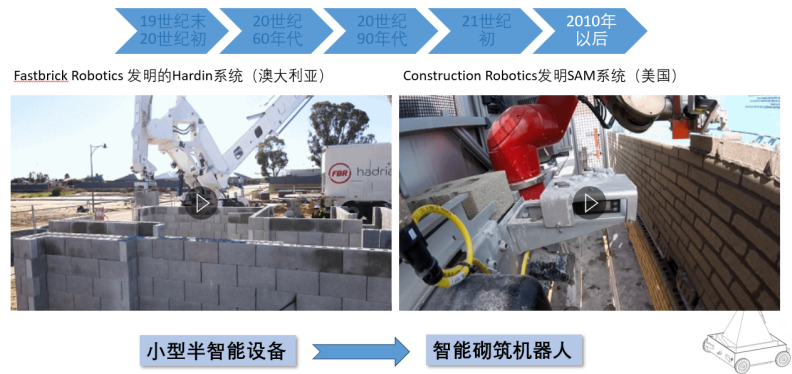 19世纪末
20世纪初
20世纪
60年代
20世纪
90年代
21世纪
初
2010年
以后
Fastbrick Robotics 发明的Hardin系统（澳大利亚）
Construction Robotics发明SAM系统（美国）
FBR
hadria
小型半智能设备
智能砌筑机器人